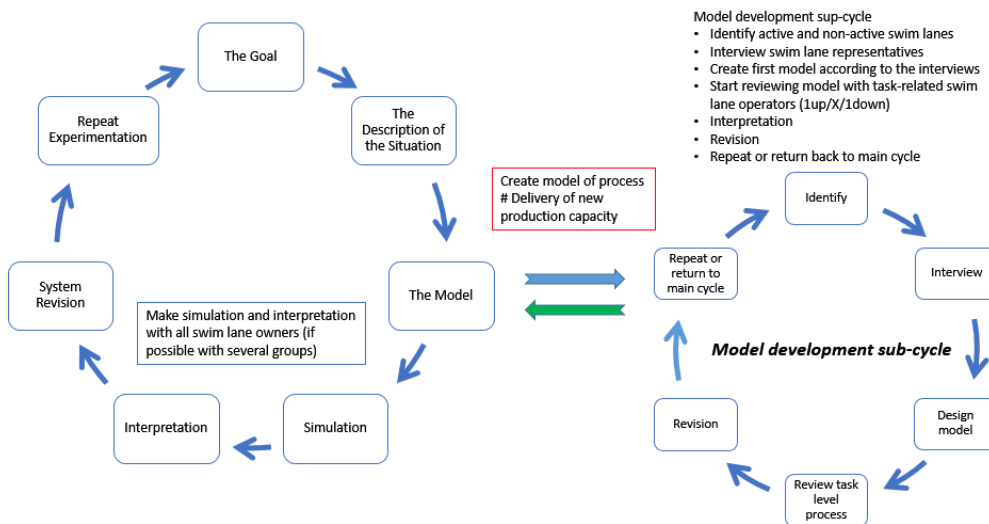 The Goal
The
Description of
the Situation
The Model
Simulation
Interpretation
System
Revision
Repeat
Experimentation
Make simulation and interpretation
with all swim lane owners (if
possible with several groups)
Create model of process
# Delivery of new
production capacity
Model development sub-cycle
• Identify active and non-active swim lanes
• Interview swim lane representatives
• Create first model according to the interviews
• Start reviewing model with task-related swim
lane operators (1up/X/1down)
• Interpretation
• Revision
• Repeat or return back to main cycle
Identify
Interview
Design
model
Review task
level
process
Revision
Repeat or
return to
main cycle
Model development sub-cycle